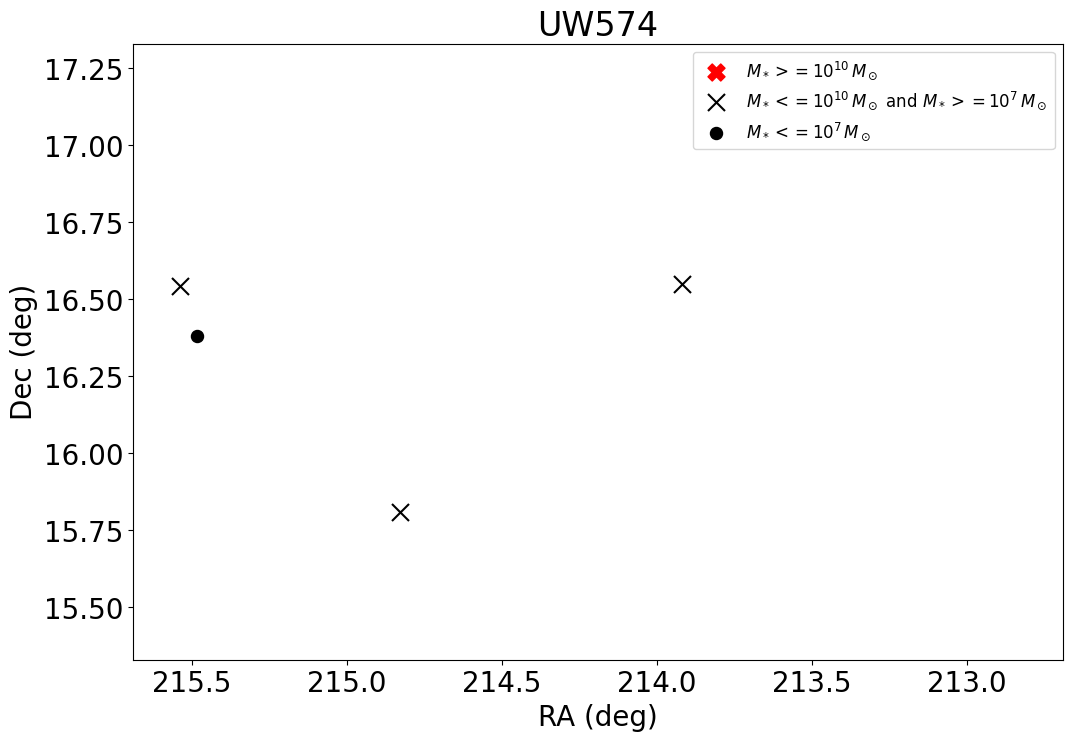 UW574
M* >= 10^10 M⊙
M* <= 10^10 M⊙ and M* >= 10^7 M⊙
M* <= 10^7 M⊙
17.25
17.00
16.75
16.50
16.25
16.00
15.75
15.50
Dec (deg)
215.5 215.0 214.5 214.0 213.5 213.0
RA (deg)